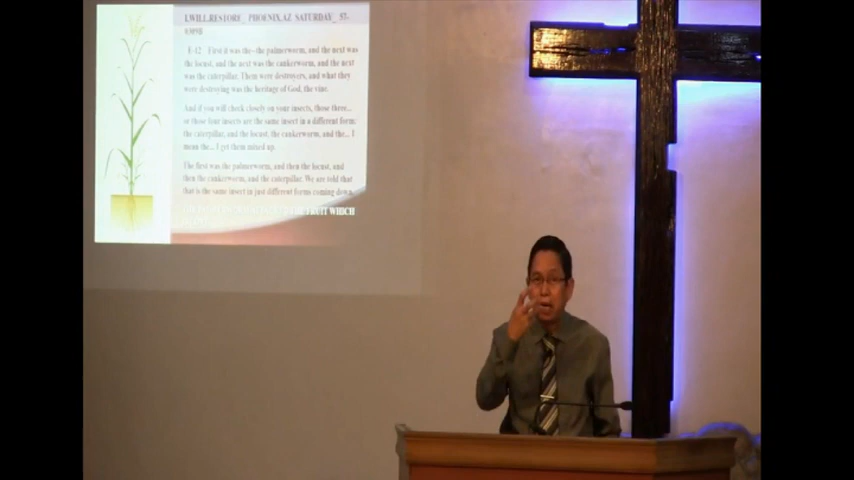 I.WILL.RESTORE_ PHOENIX.AZ SATURDAY_ 57-
0809E
E-12 First it was the--the palmerworm, and the next was
the locust, and the next was the cankerworm, and the next
was the caterpillar. Them were destroyers, and what they
were destroying was the heritage of God, the vine.
And if you will check closely on your insects, those three...
or those four insects are the same insect in a different form:
the caterpillar, and the locust, the cankerworm, and the... I
mean the... I get them mixed up.
The first was the palmerworm, and then the locust, and
then the cankerworm, and the caterpillar. We are told that
that is the same insect in just different forms coming down.
FRUIT WHICH